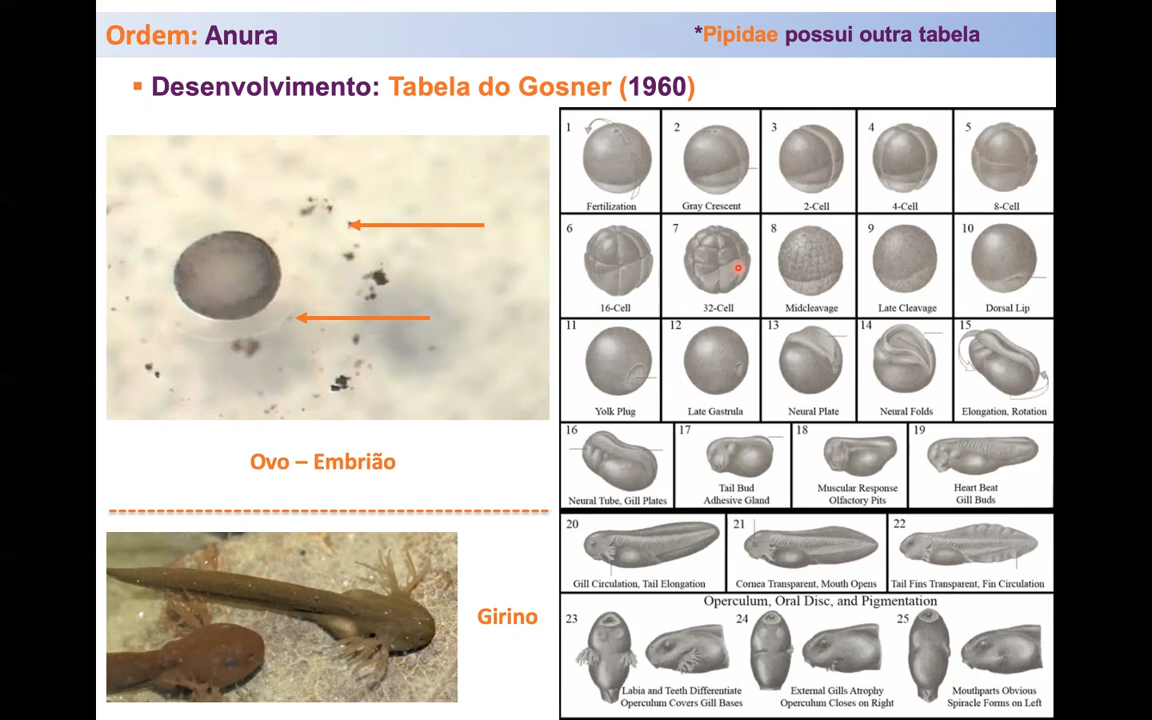 Ordem: Anura
*Pipidae possui outra tabela
▪ Desenvolvimento: Tabela do Gosner (1960)
Ovo – Embrião
Girino
1
Fertilization
2
Gray Crescent
3
2-Cell
4
4-Cell
5
8-Cell
6
16-Cell
7
32-Cell
8
Midcleavage
9
Late Cleavage
10
Dorsal Lip
11
Yolk Plug
12
Late Gastrula
13
Neural Plate
14
Neural Folds
15
Elongation, Rotation
16
Neural Tube, Gill Plates
17
Tail Bud
Adhesive Gland
18
Muscular Response
Olfactory Pits
19
Heart Beat
Gill Buds
20
Gill Circulation, Tail Elongation
21
Cornea Transparent, Mouth Opens
22
Tail Fins Transparent, Fin Circulation
Operculum, Oral Disc, and Pigmentation
23
Labia and Teeth Differentiate
Operculum Covers Gill Bases
24
External Gills Atrophy
Operculum Closes on Right
25
Mouthparts Obvious
Spiracle Forms on Left